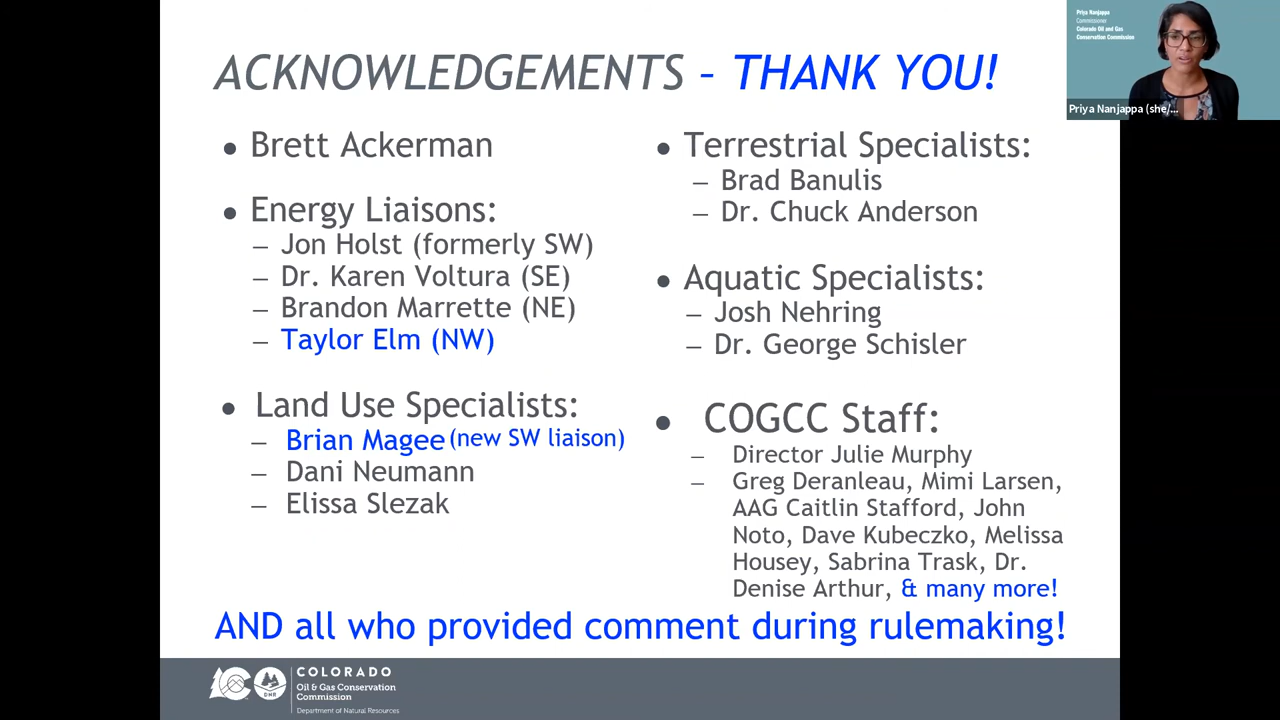 ACKNOWLEDGEMENTS – THANK YOU!
• Brett Ackerman
• Energy Liaisons:
– Jon Holst (formerly SW)
– Dr. Karen Voltura (SE)
– Brandon Marrette (NE)
– Taylor Elm (NW)
• Land Use Specialists:
– Brian Magee (new SW liaison)
– Dani Neumann
– Elissa Slezak
• Terrestrial Specialists:
– Brad Banulis
– Dr. Chuck Anderson
• Aquatic Specialists:
– Josh Nehring
– Dr. George Schisler
• COGCC Staff:
– Director Julie Murphy
– Greg Deranleau, Mimi Larsen,
AAG Caitlin Stafford, John
Noto, Dave Kubeczko, Melissa
Housey, Sabrina Trask, Dr.
Denise Arthur, & many more!
AND all who provided comment during rulemaking!
COLORADO
Oil & Gas Conservation
Commission
Department of Natural Resources
DNR
Priya Nanjappa
Commissioner
Colorado Oil and Gas
Conservation Commission
Priya Nanjappa (she/...